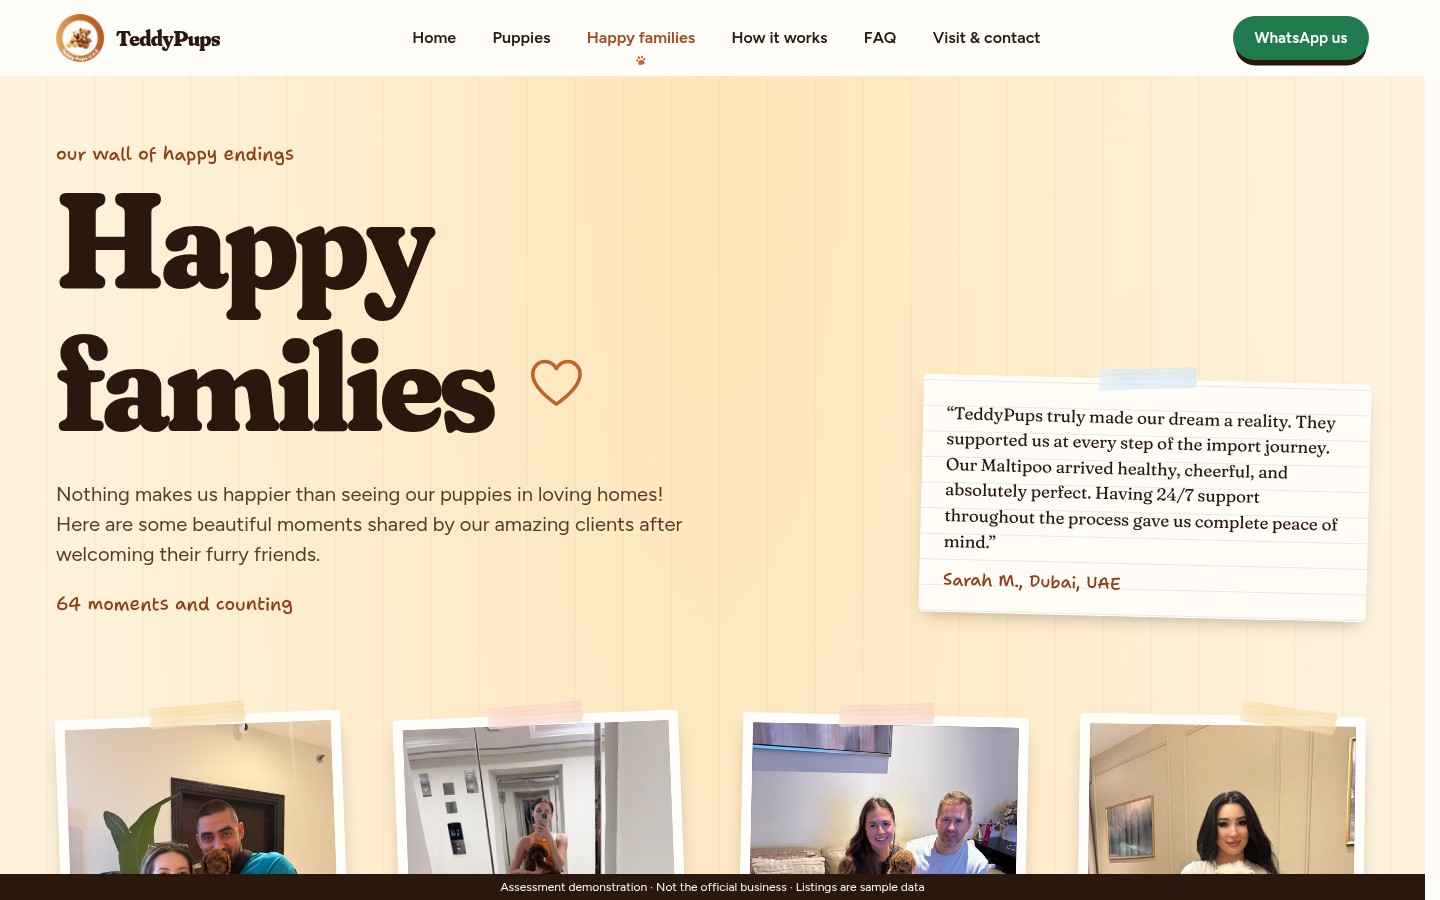 TeddyPups
Home
Puppies
Happy families
How it works
FAQ
Visit & contact
WhatsApp us
our wall of happy endings
Happy
families
Nothing makes us happier than seeing our puppies in loving homes!
Here are some beautiful moments shared by our amazing clients after
welcoming their furry friends.
64 moments and counting
“TeddyPups truly made our dream a reality. They
supported us at every step of the import journey.
Our Maltipoo arrived healthy, cheerful, and
absolutely perfect. Having 24/7 support
throughout the process gave us complete peace of
mind.”
Sarah M., Dubai, UAE
Assessment demonstration · Not the official business · Listings are sample data